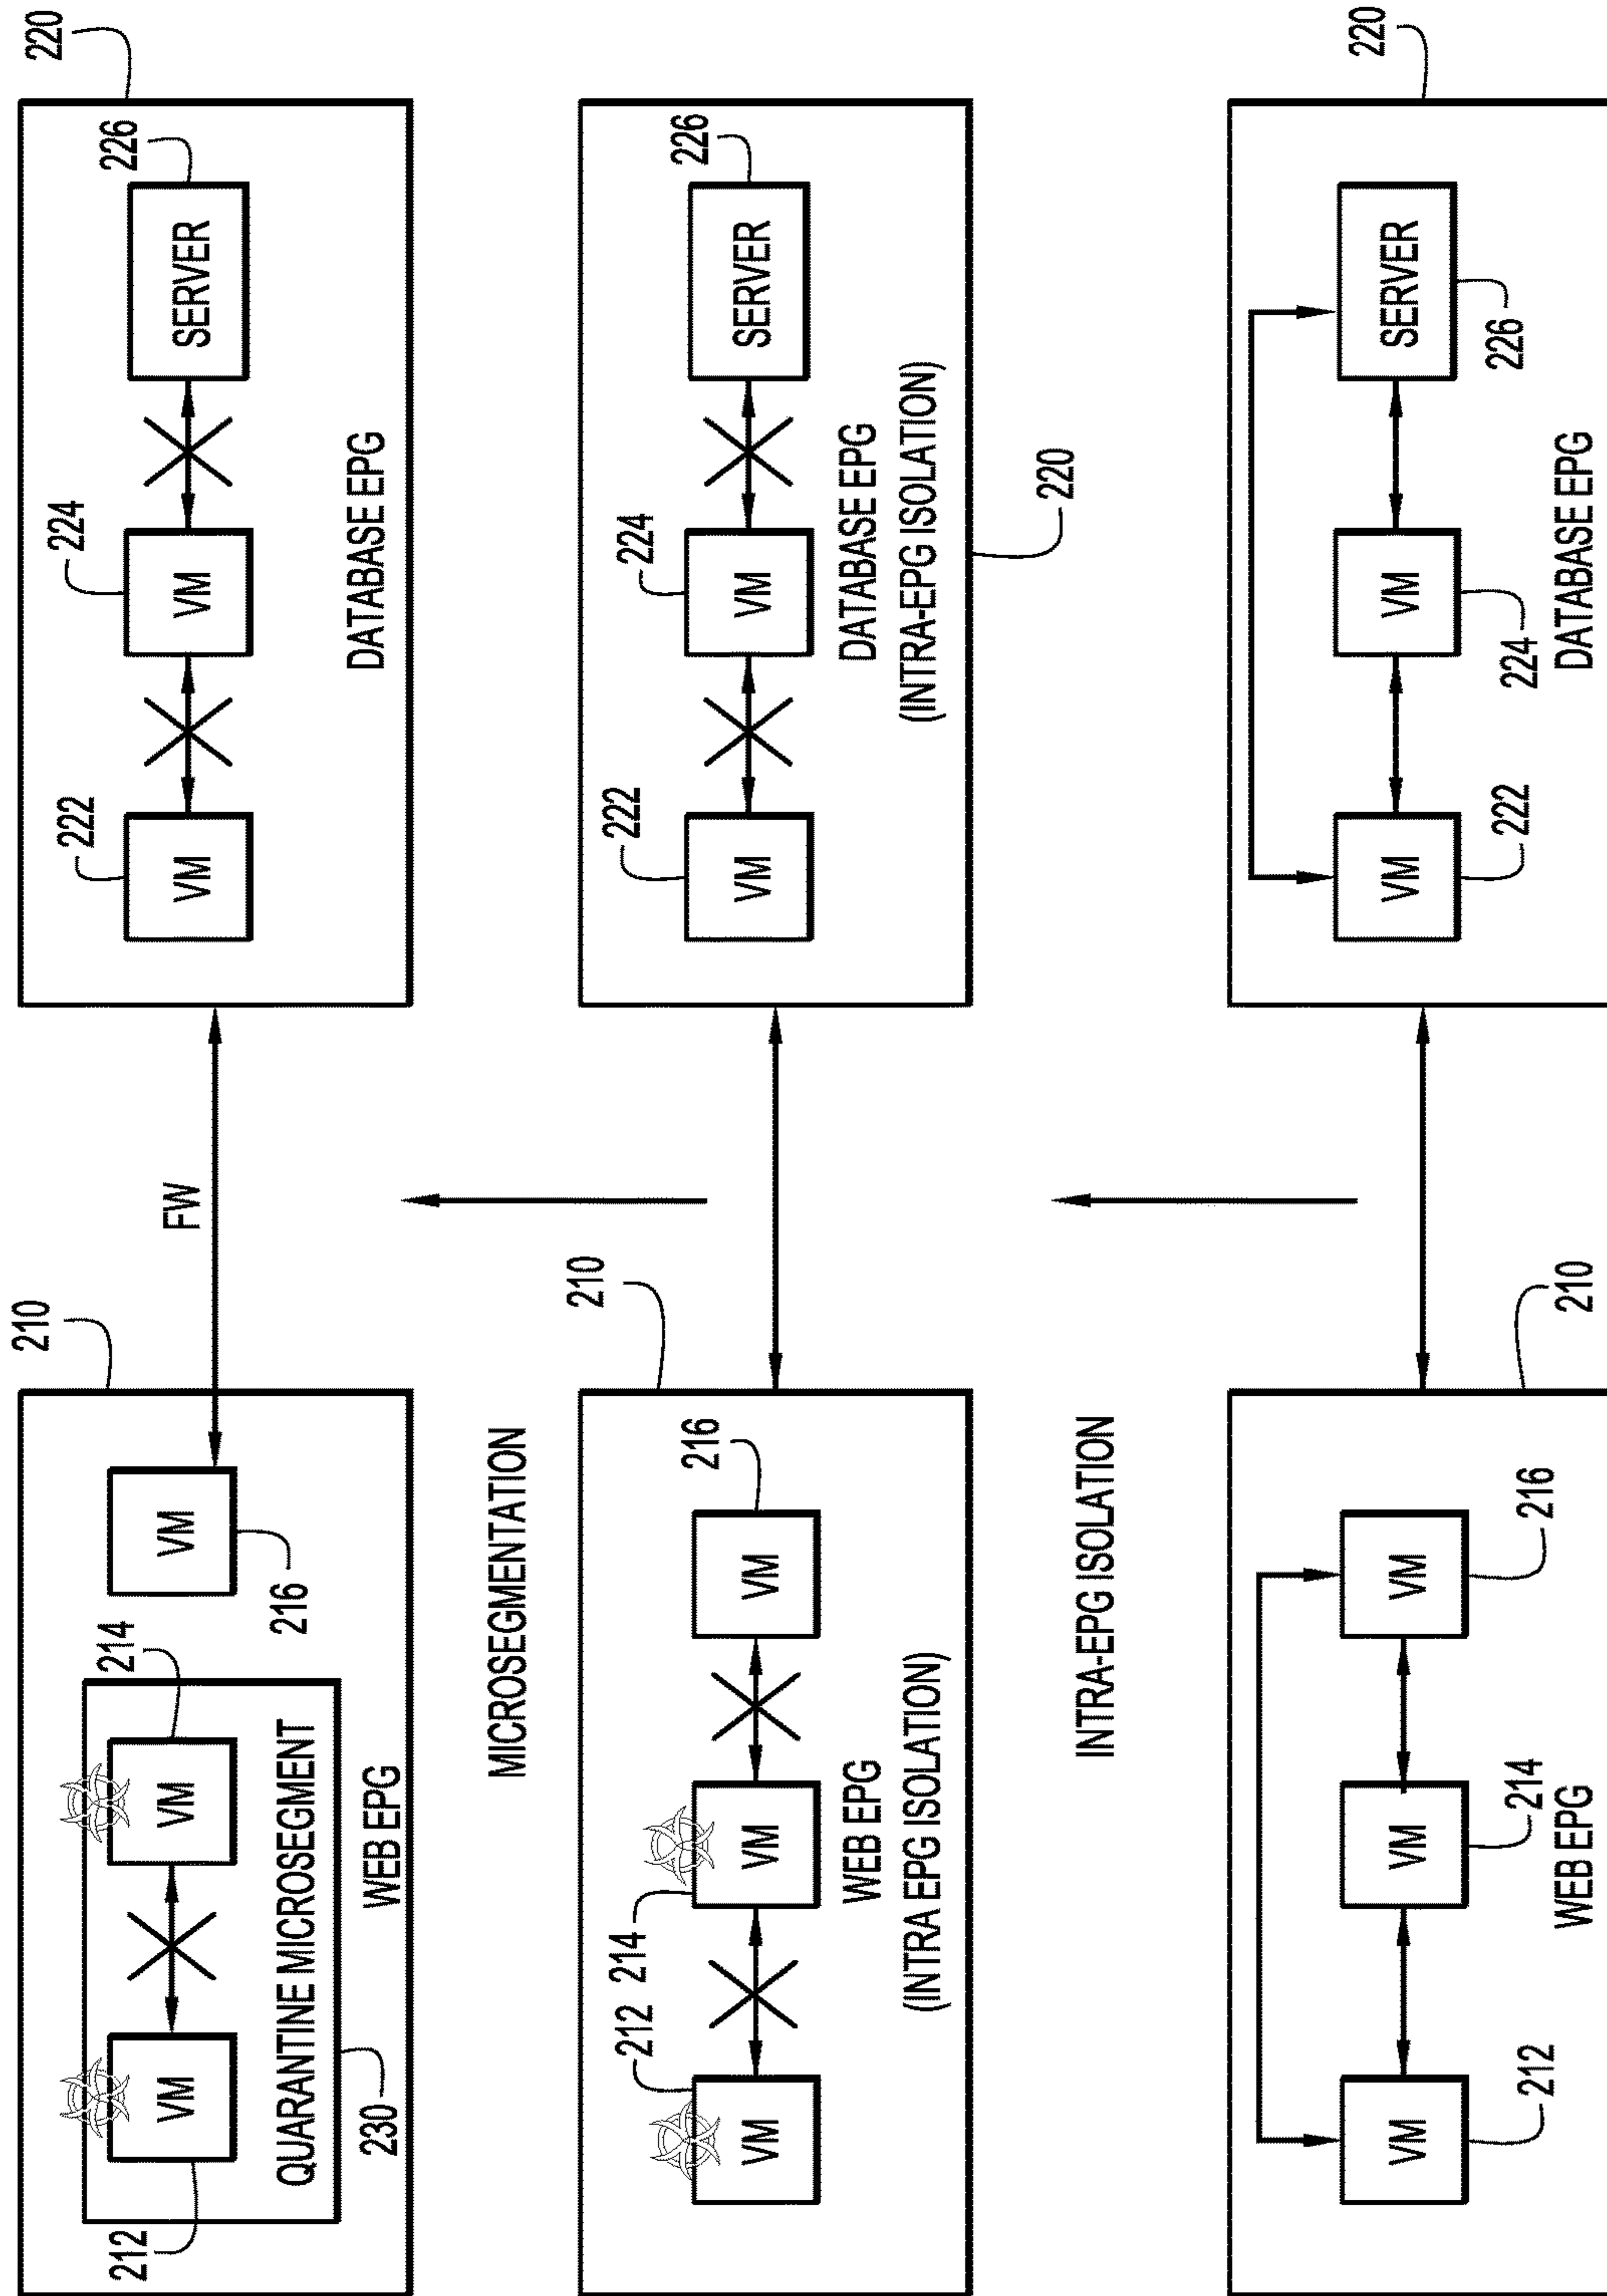 210
220
212
214
216
222
224
226
VM
VM
VM
FW
VM
VM
SERVER
QUARANTINE MICROSEGMENT
230
WEB EPG
DATABASE EPG
MICROSEGMENTATION
210
212
214
216
222
224
226
VM
VM
VM
VM
VM
SERVER
WEB EPG
(INTRA EPG ISOLATION)
DATABASE EPG
(INTRA-EPG ISOLATION)
220
INTRA-EPG ISOLATION
220
VM
VM
VM
VM
VM
SERVER
212
214
216
222
224
226
WEB EPG
210
DATABASE EPG